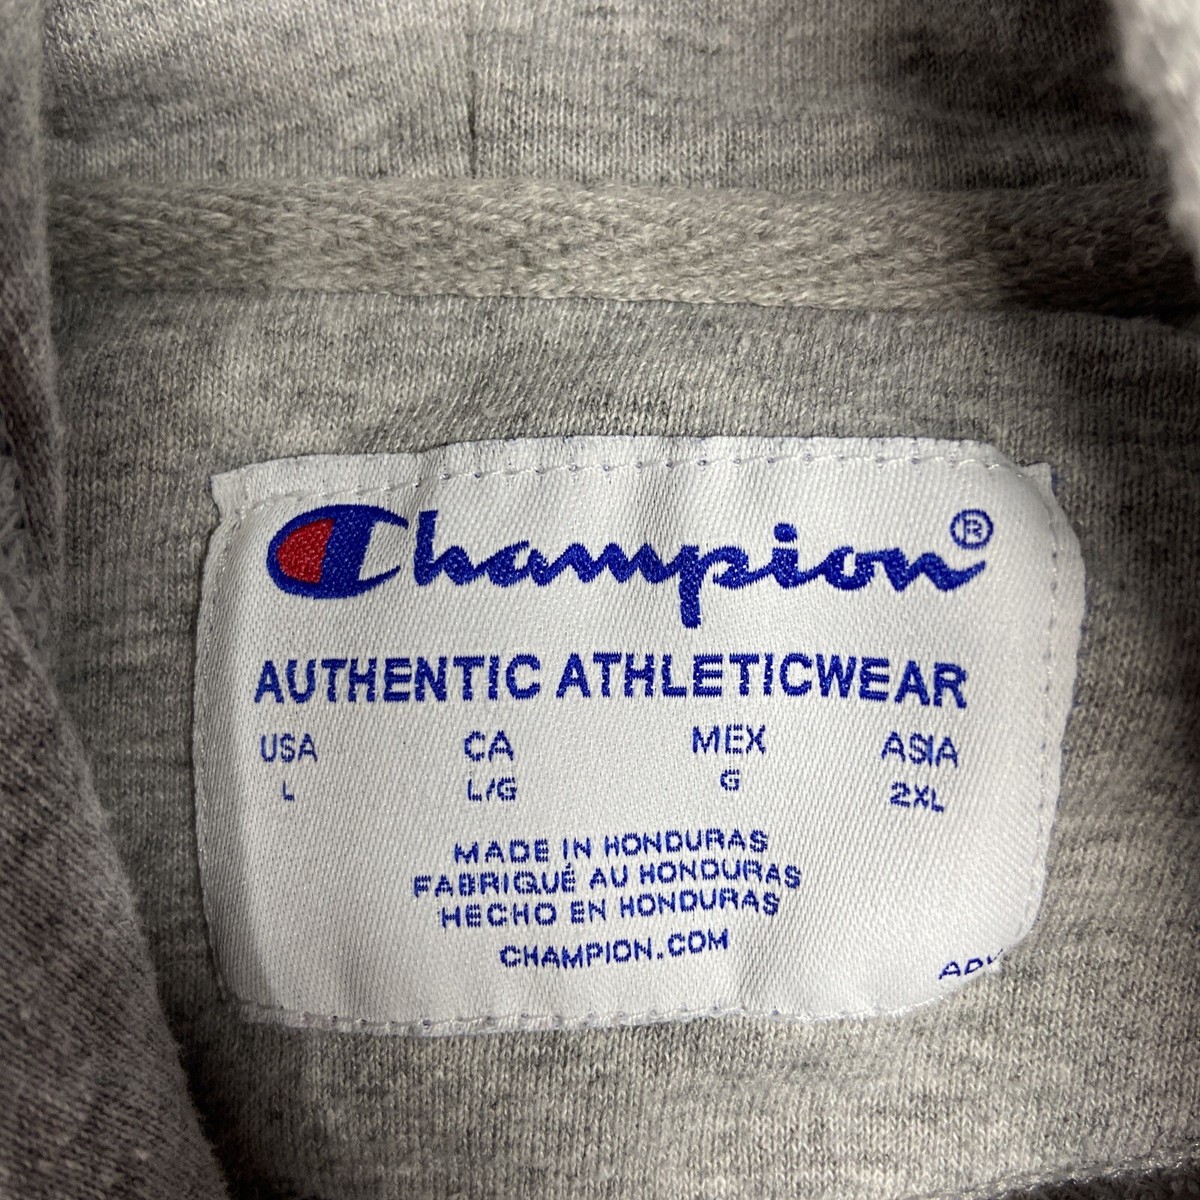 Champion®
AUTHENTIC ATHLETICWEAR
USA CA MEX ASIA
L L/G G 2XL
MADE IN HONDURAS
FABRIQUÉ AU HONDURAS
HECHO EN HONDURAS
CHAMPION.COM